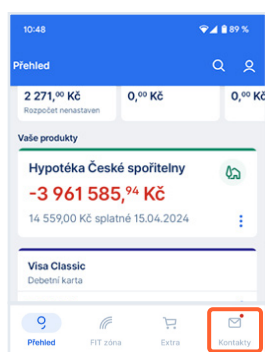 10:48
89 %
Přehled
2 271,00 Kč
0,00 Kč
0,00 Kč
Rozpočet nenastaven
Vaše produkty
Hypotéka České spořitelny
-3 961 585,94 Kč
14 559,00 Kč splatné 15.04.2024
Visa Classic
Debetní karta
Přehled
FIT zóna
Extra
Kontakty